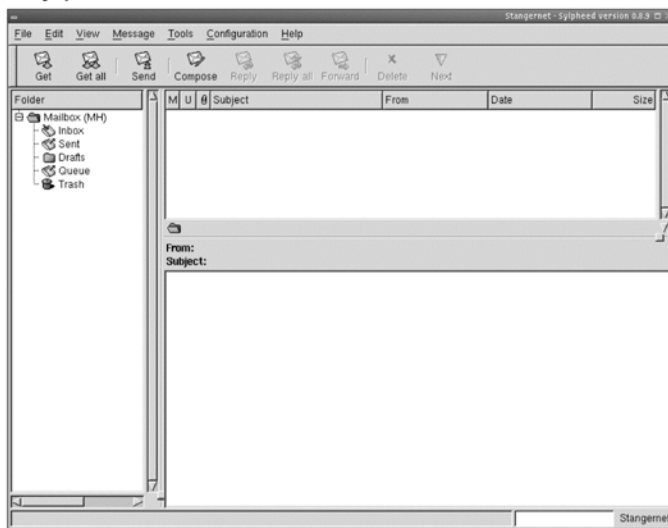 Stangernet - Sylpheed version 0.8.9
File Edit View Message Tools Configuration Help
Get Get all Send Compose Reply Reply all Forward Delete Next
Folder M U Subject From Date Size
Mailbox (MH)
Inbox
Sent
Drafts
Queue
Trash
From:
Subject:
Stangernet